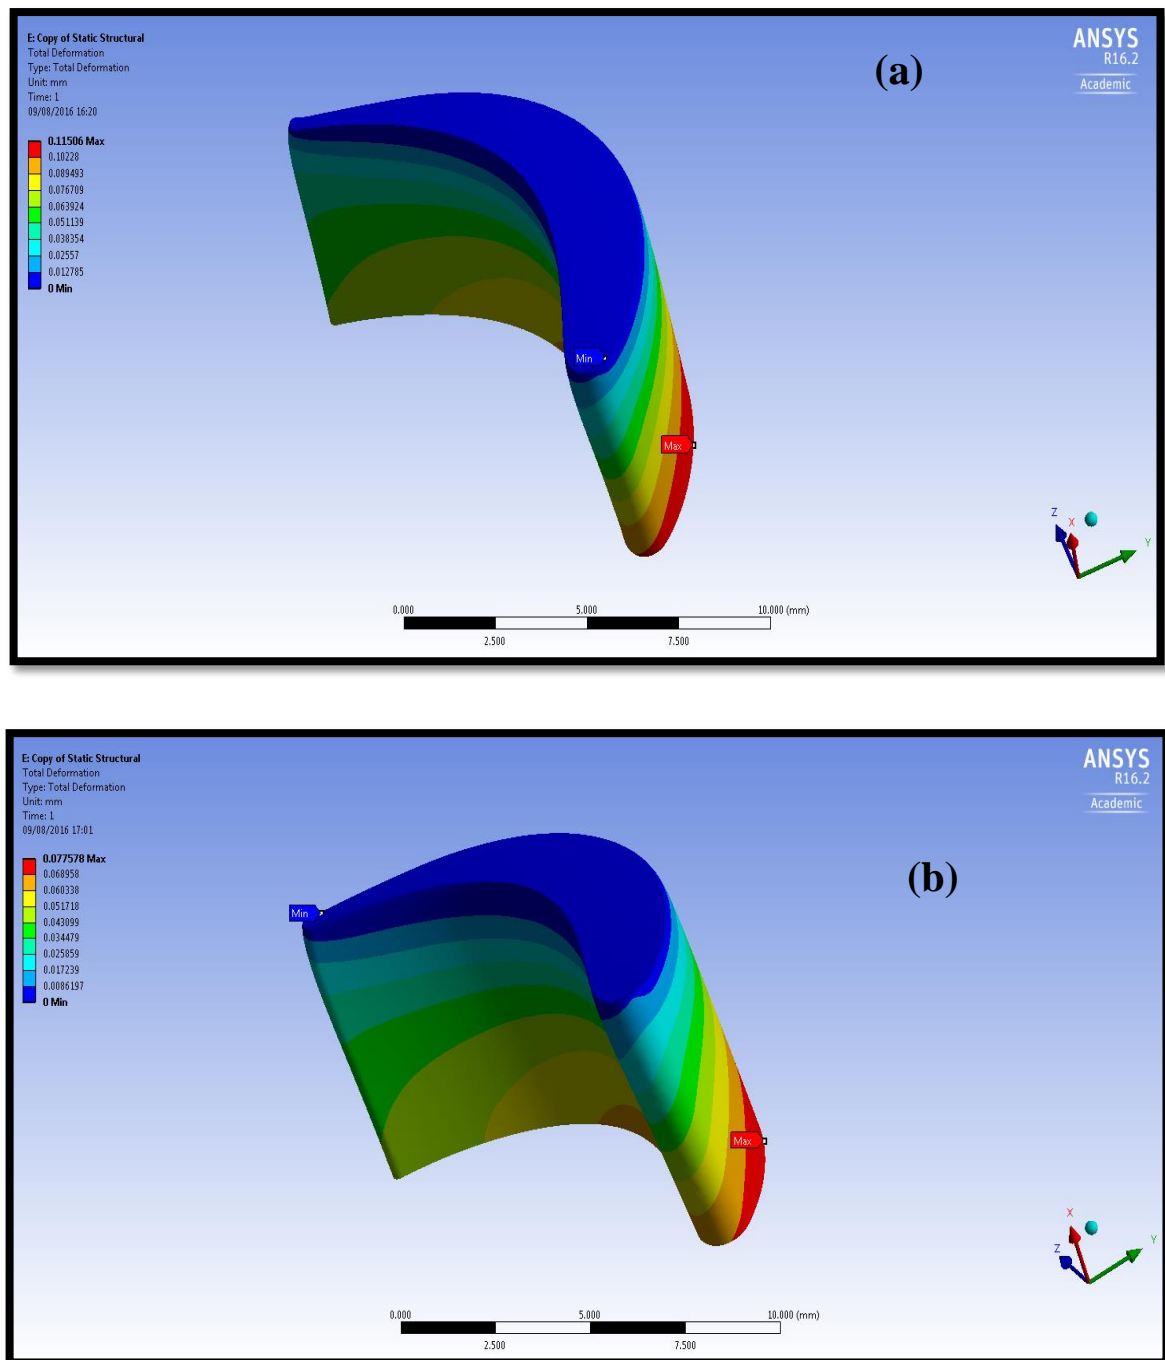 E: Copy of Static Structural
Total Deformation
Type: Total Deformation
Unit: mm
Time: 1
09/08/2016 16:20
0.11506 Max
0.10228
0.089493
0.076709
0.063924
0.051139
0.038354
0.02557
0.012785
0 Min
(a)
ANSYS
R16.2
Academic
Min
Max
Z
X
Y
0.000
5.000
10.000 (mm)
2.500
7.500
E: Copy of Static Structural
Total Deformation
Type: Total Deformation
Unit: mm
Time: 1
09/08/2016 17:01
0.077578 Max
0.068958
0.060338
0.051718
0.043099
0.034479
0.025859
0.017239
0.0086197
0 Min
(b)
ANSYS
R16.2
Academic
Min
Max
X
Z
Y
0.000
5.000
10.000 (mm)
2.500
7.500